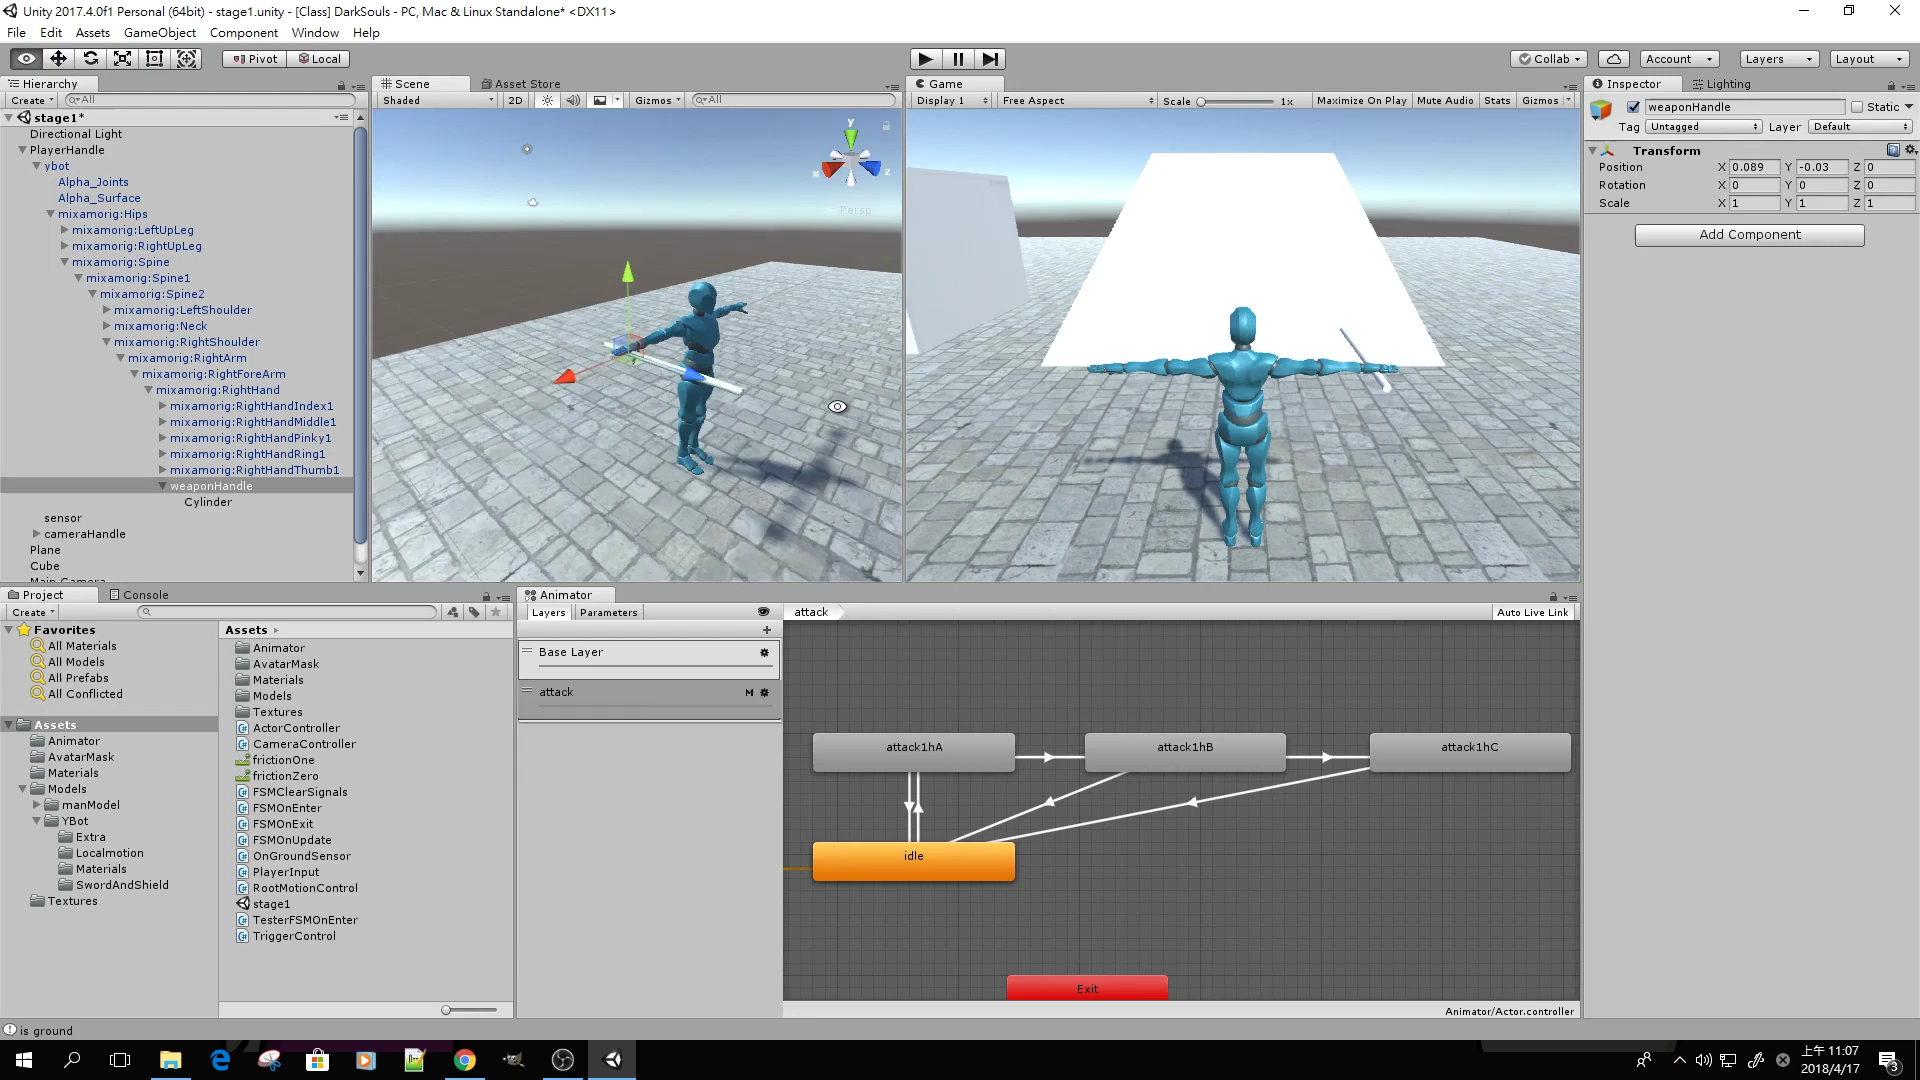 Unity 2017.4.0f1 Personal (64bit) - stage1.unity - [Class] DarkSouls - PC, Mac & Linux Standalone* <DX11>
File Edit Assets GameObject Component Window Help
Pivot Local Collab Account Layers Layout
Hierarchy
Create All
stage1*
Directional Light
PlayerHandle
ybot
Alpha_Joints
Alpha_Surface
mixamorig:Hips
mixamorig:LeftUpLeg
mixamorig:RightUpLeg
mixamorig:Spine
mixamorig:Spine1
mixamorig:Spine2
mixamorig:LeftShoulder
mixamorig:Neck
mixamorig:RightShoulder
mixamorig:RightArm
mixamorig:RightForeArm
mixamorig:RightHand
mixamorig:RightHandIndex1
mixamorig:RightHandMiddle1
mixamorig:RightHandPinky1
mixamorig:RightHandRing1
mixamorig:RightHandThumb1
weaponHandle
Cylinder
sensor
cameraHandle
Plane
Cube
Main Camera
Scene Asset Store
Shaded 2D Gizmos All
y
x z
Persp
Game
Display 1 Free Aspect Scale 1x Maximize On Play Mute Audio Stats Gizmos
Inspector Lighting
weaponHandle Static
Tag Untagged Layer Default
Transform
Position X 0.089 Y -0.03 Z 0
Rotation X 0 Y 0 Z 0
Scale X 1 Y 1 Z 1
Add Component
Project Console
Create
Favorites
All Materials
All Models
All Prefabs
All Conflicted
Assets
Animator
AvatarMask
Materials
Models
manModel
YBot
Extra
Localmotion
Materials
SwordAndShield
Textures
Assets
Animator
AvatarMask
Materials
Models
Textures
ActorController
CameraController
frictionOne
frictionZero
FSMClearSignals
FSMOnEnter
FSMOnExit
FSMOnUpdate
OnGroundSensor
PlayerInput
RootMotionControl
stage1
TesterFSMOnEnter
TriggerControl
Animator
Layers Parameters
Base Layer
attack M
attack Auto Live Link
attack1hA attack1hB attack1hC
idle
Exit
Animator/Actor.controller
is ground
上午 11:07
2018/4/17
3